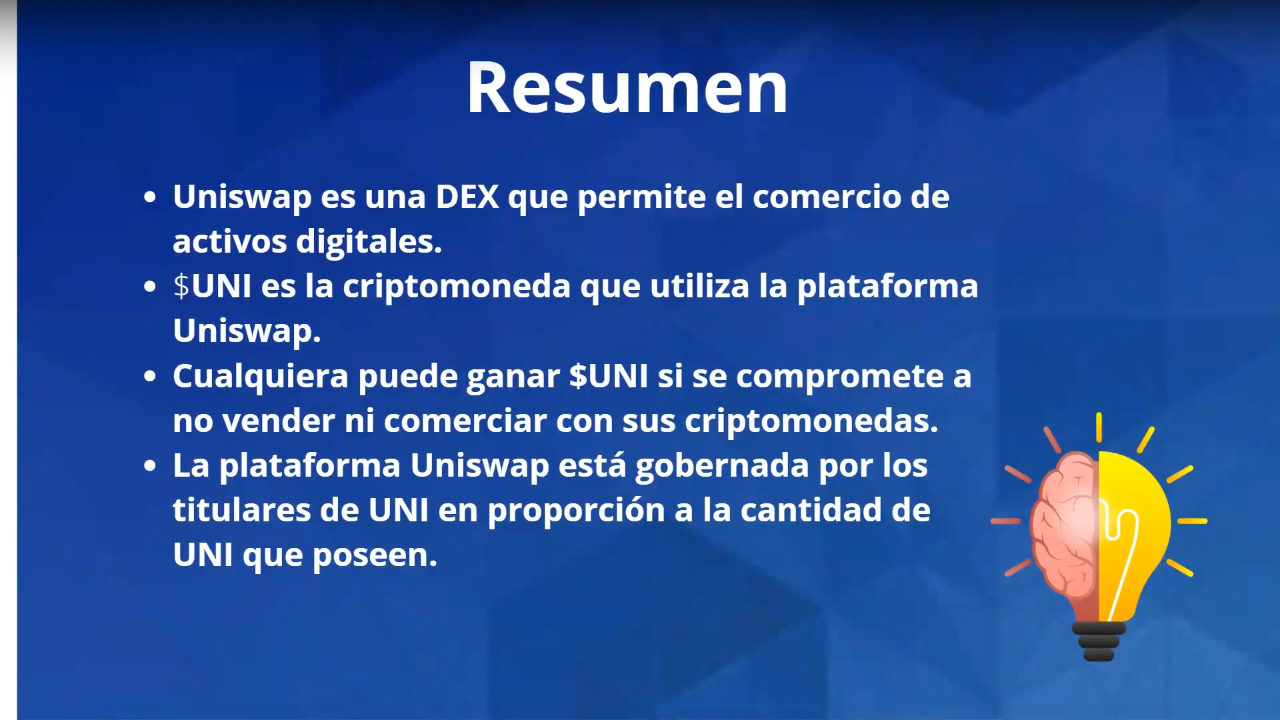 Resumen
• Uniswap es una DEX que permite el comercio de
activos digitales.
• $UNI es la criptomoneda que utiliza la plataforma
Uniswap.
• Cualquiera puede ganar $UNI si se compromete a
no vender ni comerciar con sus criptomonedas.
• La plataforma Uniswap está gobernada por los
titulares de UNI en proporción a la cantidad de
UNI que poseen.